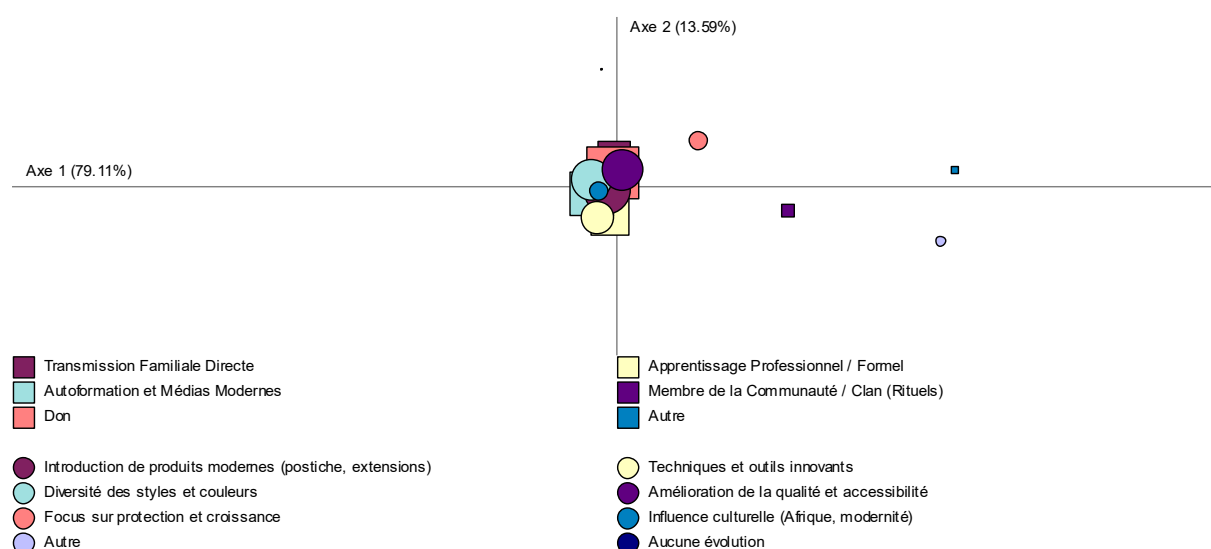 Axe 2 (13.59%)
Axe 1 (79.11%)
Transmission Familiale Directe
Autoformation et Médias Modernes
Don
Apprentissage Professionnel / Formel
Membre de la Communauté / Clan (Rituels)
Autre
Introduction de produits modernes (postiche, extensions)
Diversité des styles et couleurs
Focus sur protection et croissance
Autre
Techniques et outils innovants
Amélioration de la qualité et accessibilité
Influence culturelle (Afrique, modernité)
Aucune évolution